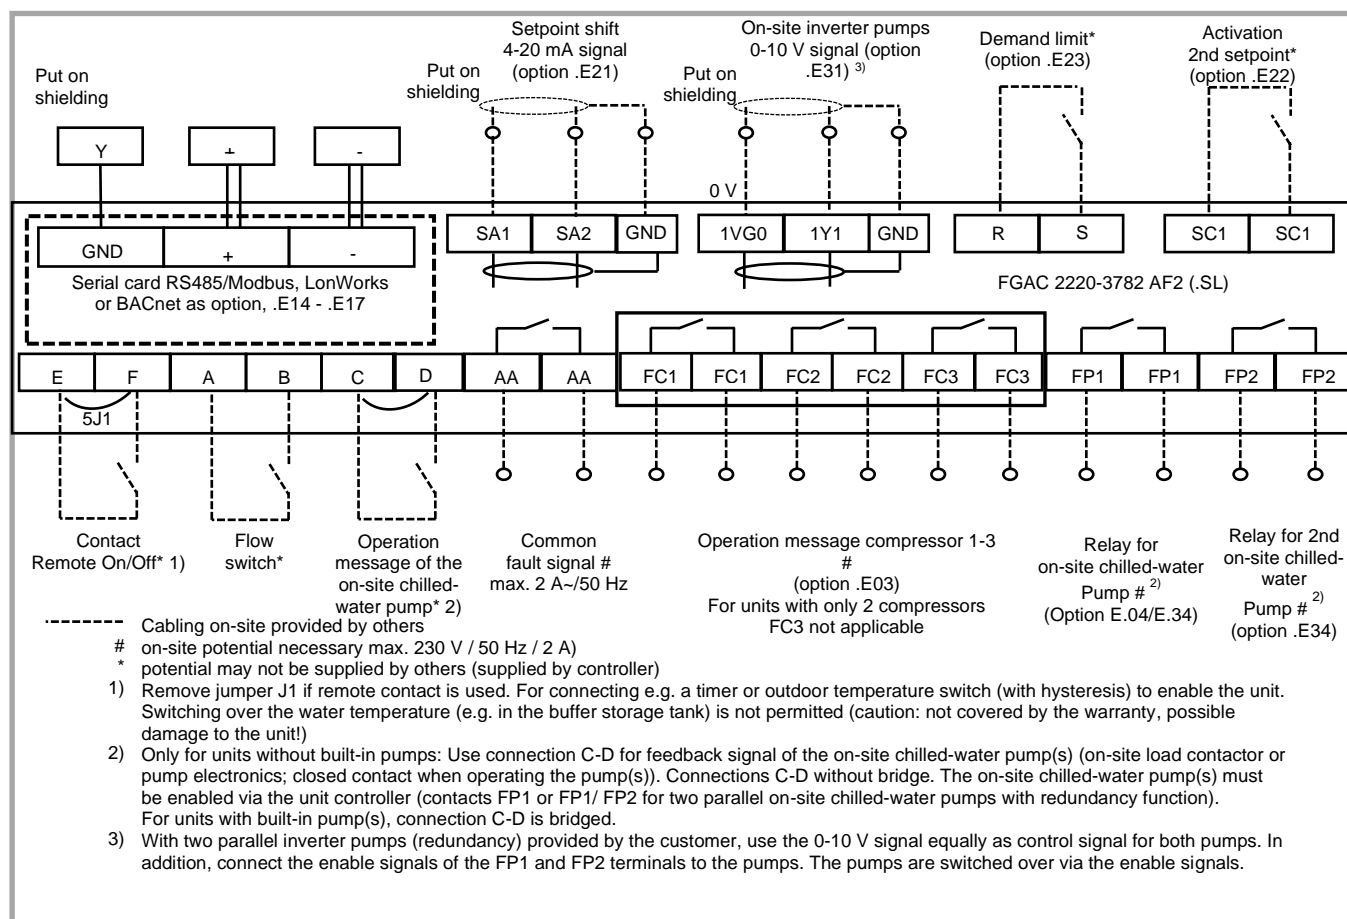 Setpoint shift
4-20 mA signal
(option .E21)
On-site inverter pumps
0-10 V signal (option
.E31) 3)
Demand limit*
(option .E23)
Activation
2nd setpoint*
(option .E22)
Put on
shielding
Put on
shielding
Put on
shielding
Y
+
-
0 V
GND
+
-
SA1
SA2
GND
1VG0
1Y1
GND
R
S
SC1
SC1
Serial card RS485/Modbus, LonWorks
or BACnet as option, .E14 - .E17
FGAC 2220-3782 AF2 (.SL)
E
F
A
B
C
D
AA
AA
FC1
FC1
FC2
FC2
FC3
FC3
FP1
FP1
FP2
FP2
5J1
Contact
Remote On/Off* 1)
Flow
switch*
Operation
message of the
on-site chilled-
water pump* 2)
Common
fault signal #
max. 2 A~/50 Hz
Operation message compressor 1-3
#
(option .E03)
For units with only 2 compressors
FC3 not applicable
Relay for
on-site chilled-water
Pump # 2)
(Option E.04/E.34)
Relay for 2nd
on-site chilled-
water
Pump # 2)
(option .E34)
Cabling on-site provided by others
# on-site potential necessary max. 230 V / 50 Hz / 2 A)
* potential may not be supplied by others (supplied by controller)
1) Remove jumper J1 if remote contact is used. For connecting e.g. a timer or outdoor temperature switch (with hysteresis) to enable the unit.
Switching over the water temperature (e.g. in the buffer storage tank) is not permitted (caution: not covered by the warranty, possible
damage to the unit!)
2) Only for units without built-in pumps: Use connection C-D for feedback signal of the on-site chilled-water pump(s) (on-site load contactor or
pump electronics; closed contact when operating the pump(s)). Connections C-D without bridge. The on-site chilled-water pump(s) must
be enabled via the unit controller (contacts FP1 or FP1/ FP2 for two parallel on-site chilled-water pumps with redundancy function).
For units with built-in pump(s), connection C-D is bridged.
3) With two parallel inverter pumps (redundancy) provided by the customer, use the 0-10 V signal equally as control signal for both pumps. In
addition, connect the enable signals of the FP1 and FP2 terminals to the pumps. The pumps are switched over via the enable signals.